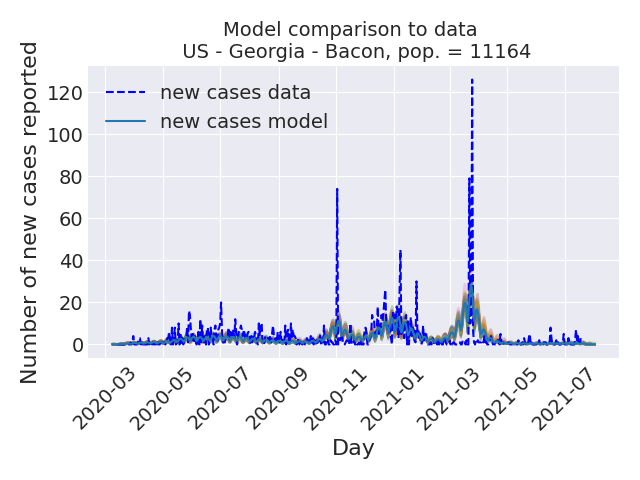 Model comparison to data
US - Georgia - Bacon, pop. = 11164
Number of new cases reported
120
100
80
60
40
20
0
new cases data
new cases model
2020-03
2020-05
2020-07
2020-09
2020-11
2021-01
2021-03
2021-05
2021-07
Day